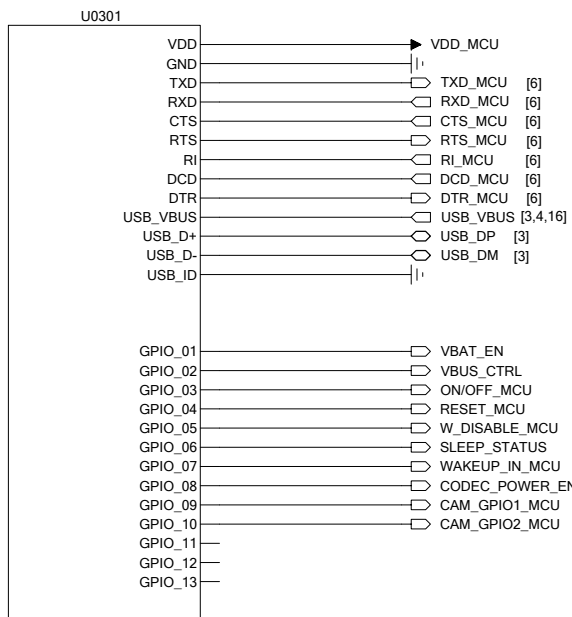 U0301
VDD VDD_MCU
GND
TXD TXD_MCU [6]
RXD RXD_MCU [6]
CTS CTS_MCU [6]
RTS RTS_MCU [6]
RI RI_MCU [6]
DCD DCD_MCU [6]
DTR DTR_MCU [6]
USB_VBUS USB_VBUS [3,4,16]
USB_D+ USB_DP [3]
USB_D- USB_DM [3]
USB_ID
GPIO_01 VBAT_EN
GPIO_02 VBUS_CTRL
GPIO_03 ON/OFF_MCU
GPIO_04 RESET_MCU
GPIO_05 W_DISABLE_MCU
GPIO_06 SLEEP_STATUS
GPIO_07 WAKEUP_IN_MCU
GPIO_08 CODEC_POWER_EN
GPIO_09 CAM_GPIO1_MCU
GPIO_10 CAM_GPIO2_MCU
GPIO_11
GPIO_12
GPIO_13